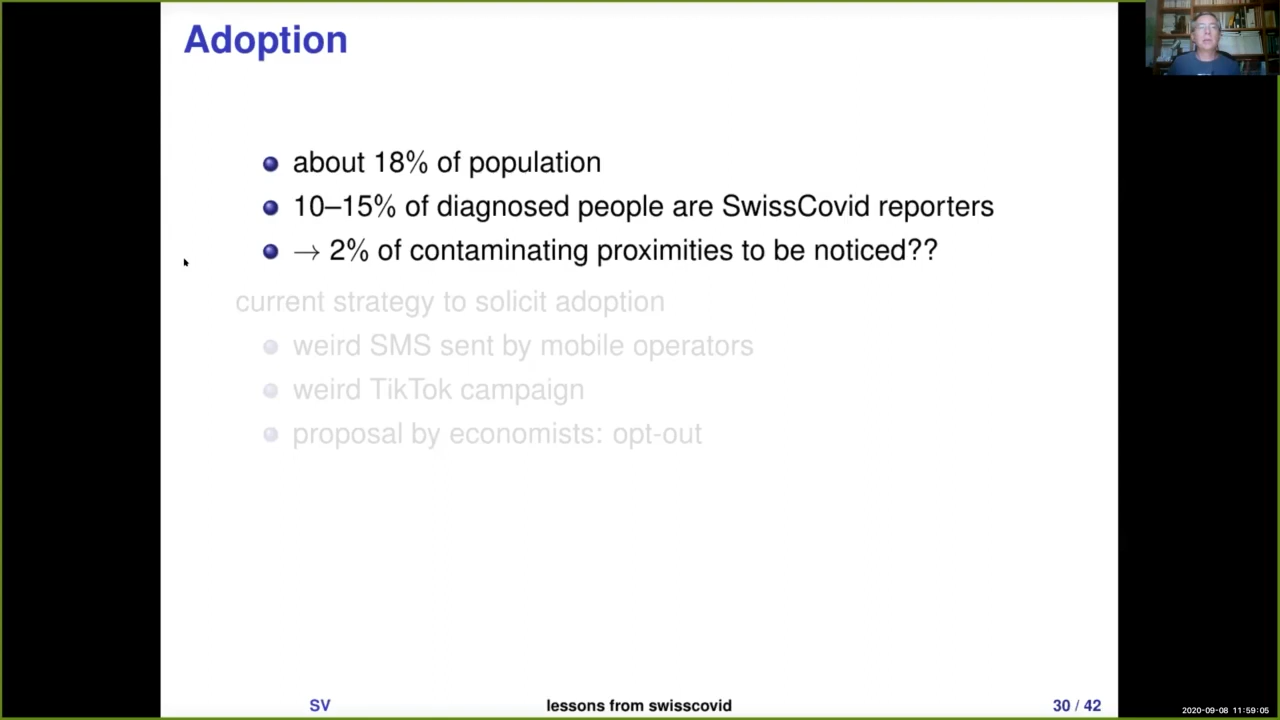 Adoption
about 18% of population
10–15% of diagnosed people are SwissCovid reporters
→ 2% of contaminating proximities to be noticed??
current strategy to solicit adoption
weird SMS sent by mobile operators
weird TikTok campaign
proposal by economists: opt-out
SV lessons from swisscovid 30 / 42
2020-09-08 11:59:05